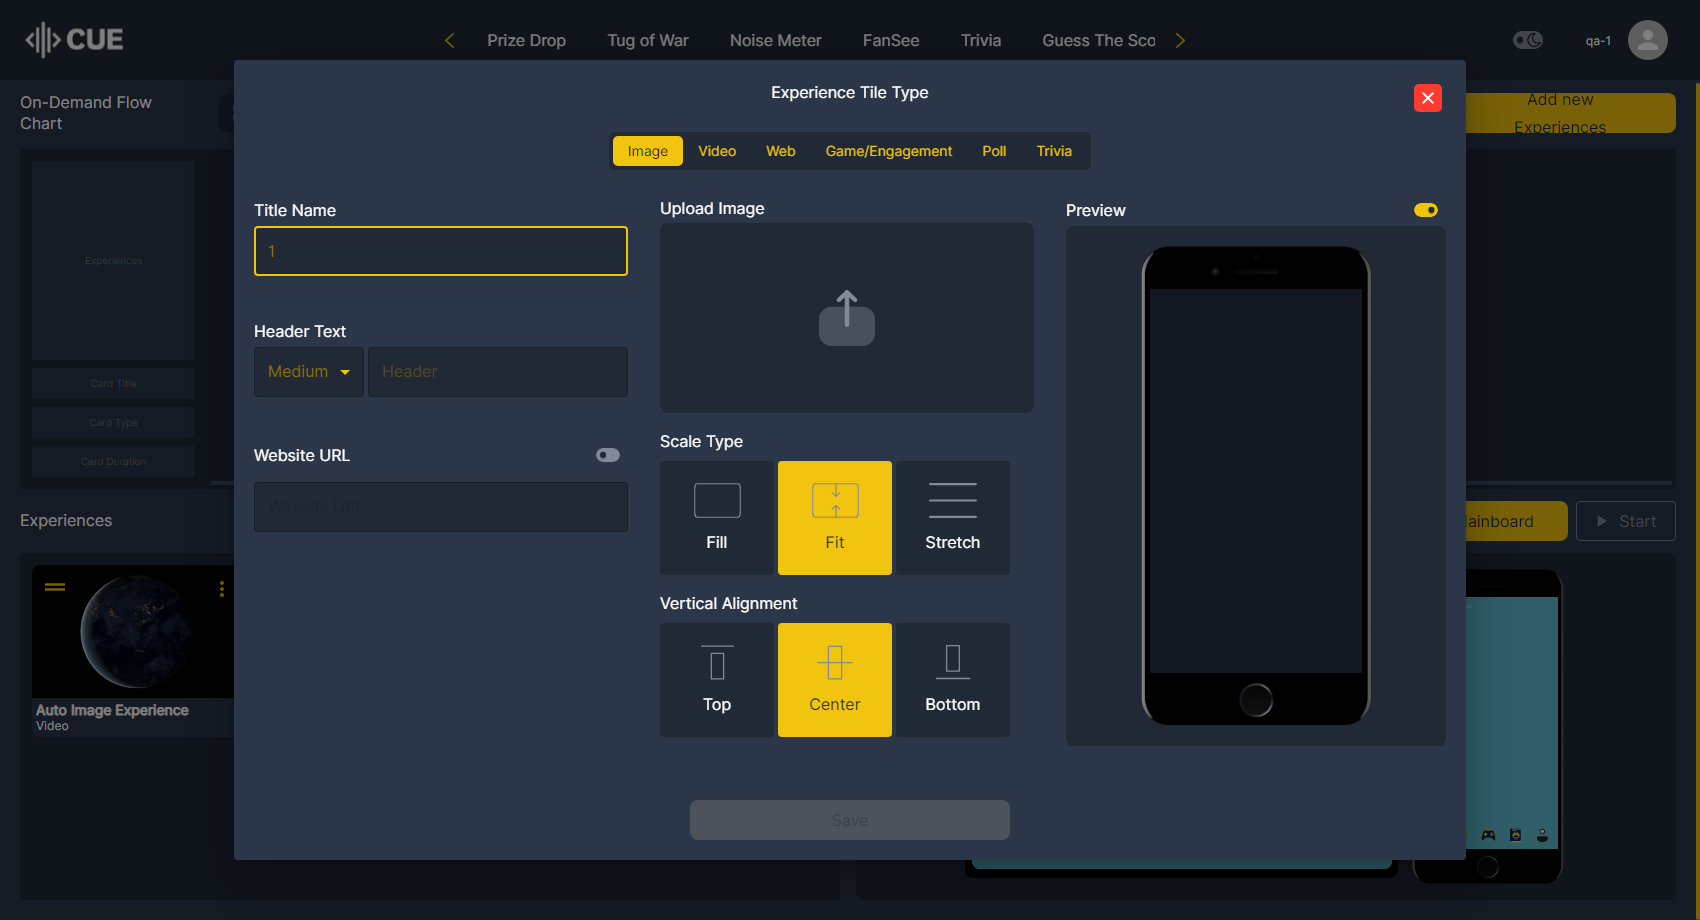 CUE
Prize Drop
Tug of War
Noise Meter
FanSee
Trivia
Guess The Sco
qa-1
On-Demand Flow
Chart
Add new
Experiences
Experience Tile Type
Image
Video
Web
Game/Engagement
Poll
Trivia
Title Name
1
Header Text
Medium
Header
Website URL
Website URL
Upload Image
Scale Type
Fill
Fit
Stretch
Vertical Alignment
Top
Center
Bottom
Preview
Save
Experiences
Card Title
Card Type
Card Duration
Experiences
ainboard
Start
Auto Image Experience
Video